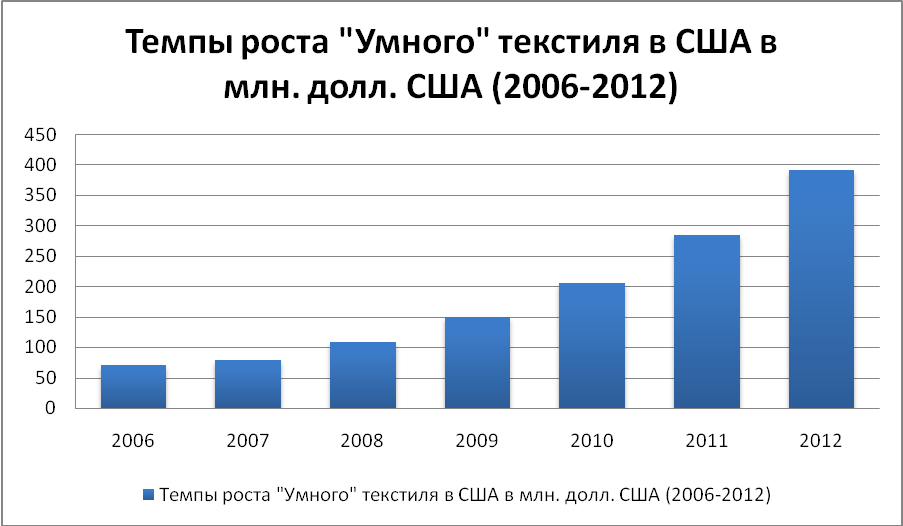 Темпы роста "Умного" текстиля в США в
млн. долл. США (2006-2012)
450
400
350
300
250
200
150
100
50
0
2006 2007 2008 2009 2010 2011 2012
Темпы роста "Умного" текстиля в США в млн. долл. США (2006-2012)